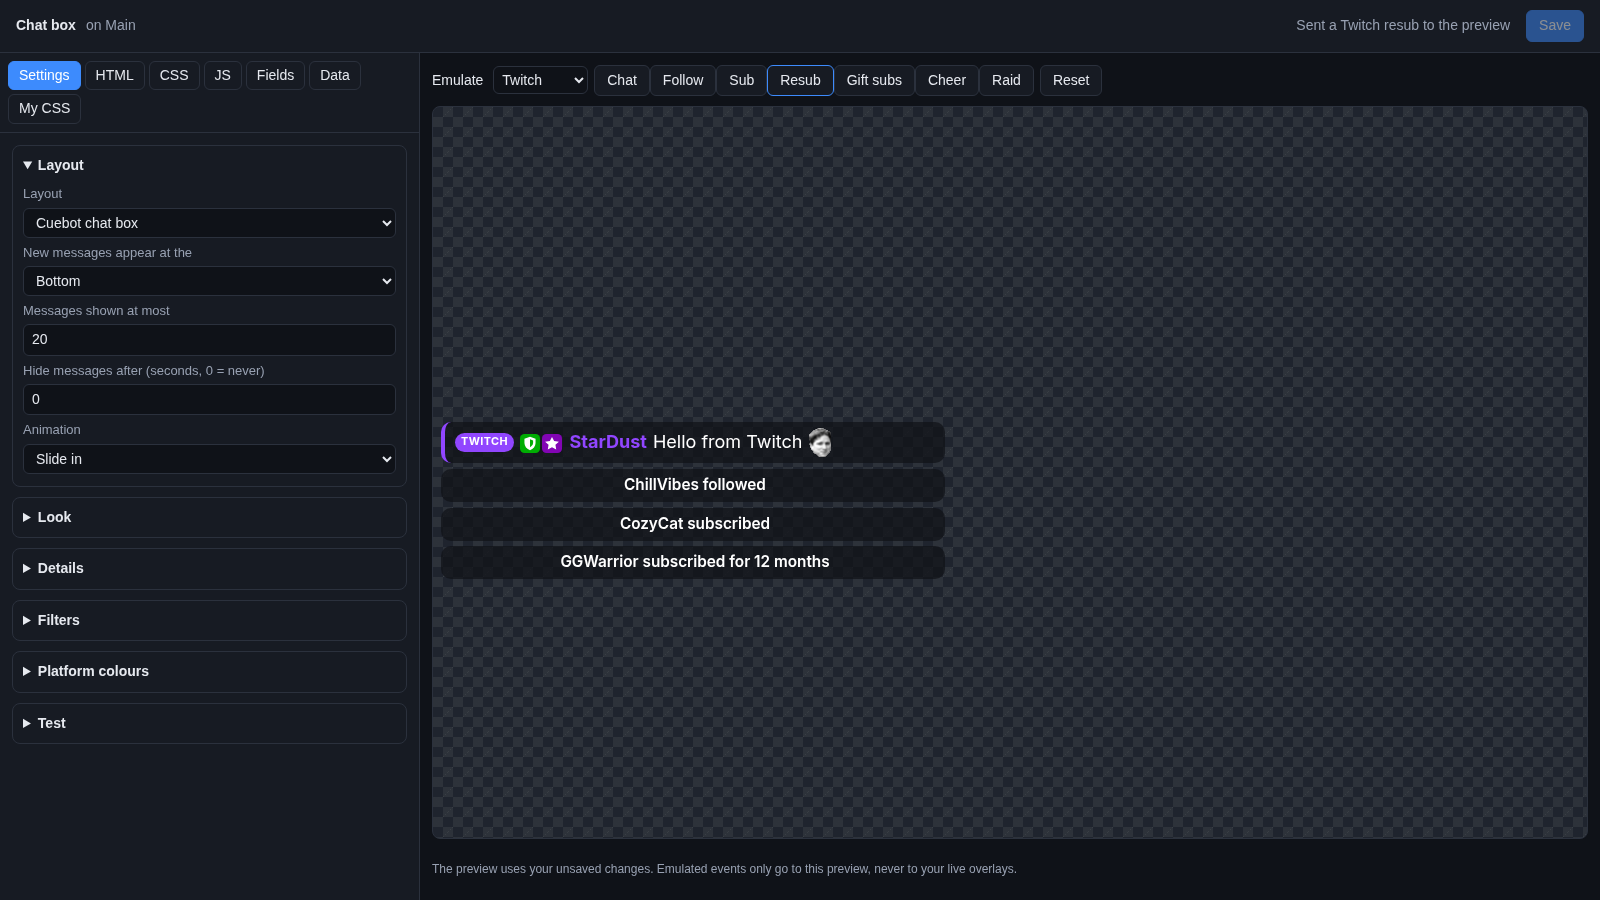 Chat box on Main
Sent a Twitch resub to the preview
Save
Settings
HTML
CSS
JS
Fields
Data
My CSS
Layout
Layout
Cuebot chat box
New messages appear at the
Bottom
Messages shown at most
20
Hide messages after (seconds, 0 = never)
0
Animation
Slide in
Look
Details
Filters
Platform colours
Test
Emulate
Twitch
Chat
Follow
Sub
Resub
Gift subs
Cheer
Raid
Reset
TWITCH StarDust Hello from Twitch
ChillVibes followed
CozyCat subscribed
GGWarrior subscribed for 12 months
The preview uses your unsaved changes. Emulated events only go to this preview, never to your live overlays.